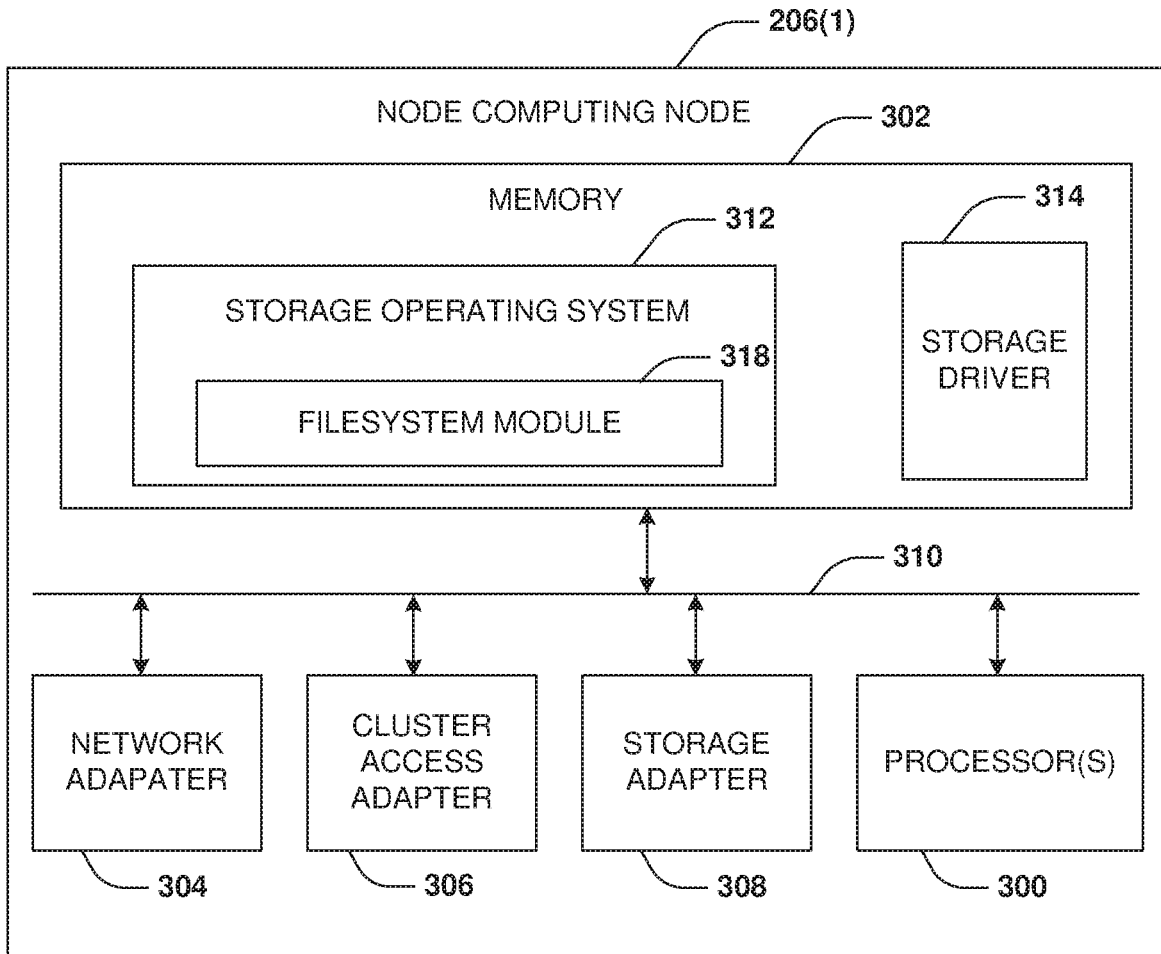 206(1)
NODE COMPUTING NODE
302
MEMORY
314
312
STORAGE OPERATING SYSTEM
STORAGE
DRIVER
318
FILESYSTEM MODULE
310
NETWORK
ADAPATER
CLUSTER
ACCESS
ADAPTER
STORAGE
ADAPTER
PROCESSOR(S)
304
306
308
300